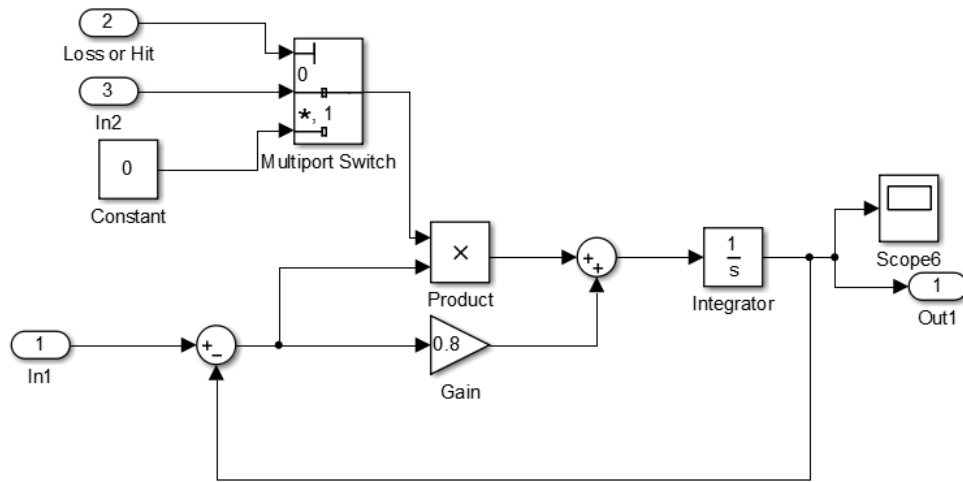 2
Loss or Hit
3
In2
0
Constant
0
*, 1
Multiport Switch
×
Product
+
+
1
s
Integrator
Scope6
1
Out1
1
In1
+
−
0.8
Gain